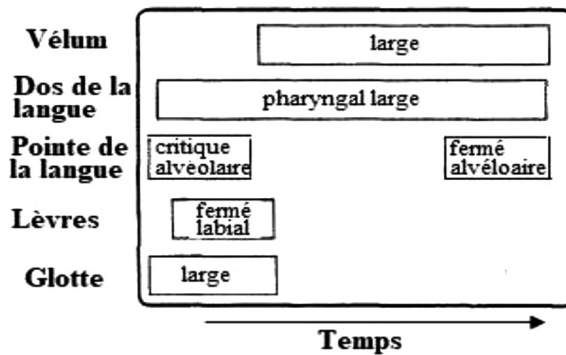 Vélum
large
Dos de la
langue
pharyngal large
Pointe de
la langue
critique
alvéolaire
fermé
alvéloaire
Lèvres
fermé
labial
Glotte
large
Temps